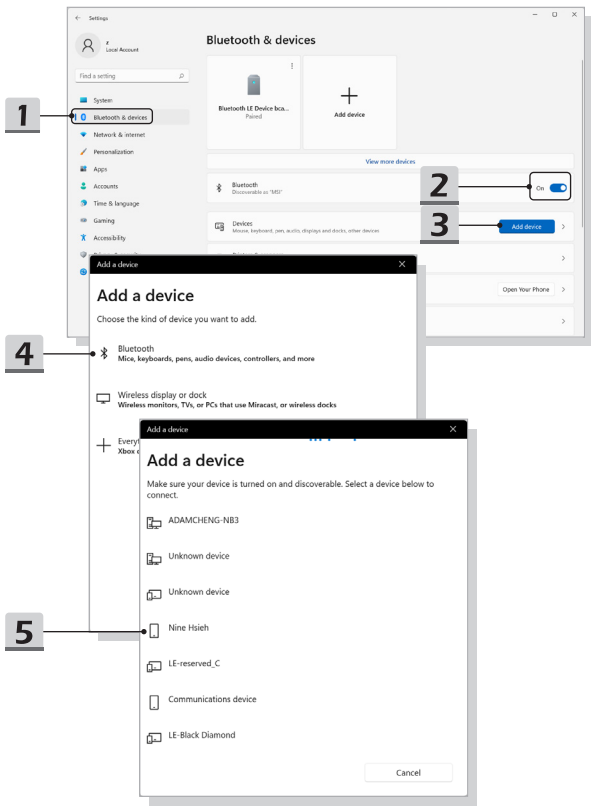 Settings
z
Local Account
Find a setting
System
Bluetooth & devices
Network & internet
Personalization
Apps
Accounts
Time & language
Gaming
Accessibility
Bluetooth & devices
Bluetooth LE Device bca...
Paired
Add device
View more devices
Bluetooth
Discoverable as "MSI"
On
Devices
Mouse, keyboard, pen, audio, displays and docks, other devices
Add device
Open Your Phone
1
2
3
Add a device
Add a device
Choose the kind of device you want to add.
4
Bluetooth
Mice, keyboards, pens, audio devices, controllers, and more
Wireless display or dock
Wireless monitors, TVs, or PCs that use Miracast, or wireless docks
Xbox
Add a device
Add a device
Make sure your device is turned on and discoverable. Select a device below to
connect.
ADAMCHENG-NB3
Unknown device
Unknown device
5
Nine Hsieh
LE-reserved_C
Communications device
LE-Black Diamond
Cancel